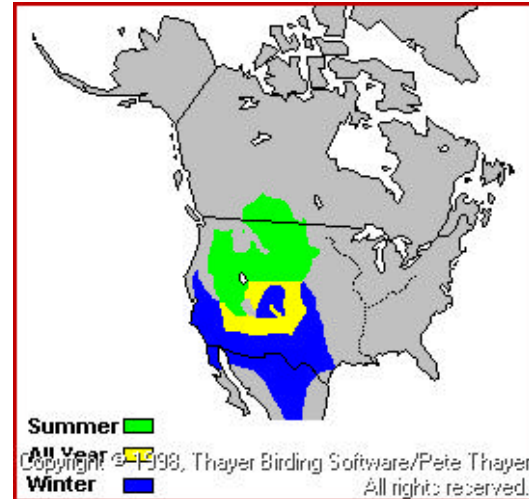 Summer
All Year
Copyright © 1998, Thayer Birding Software/Pete Thayer
Winter
All rights reserved.